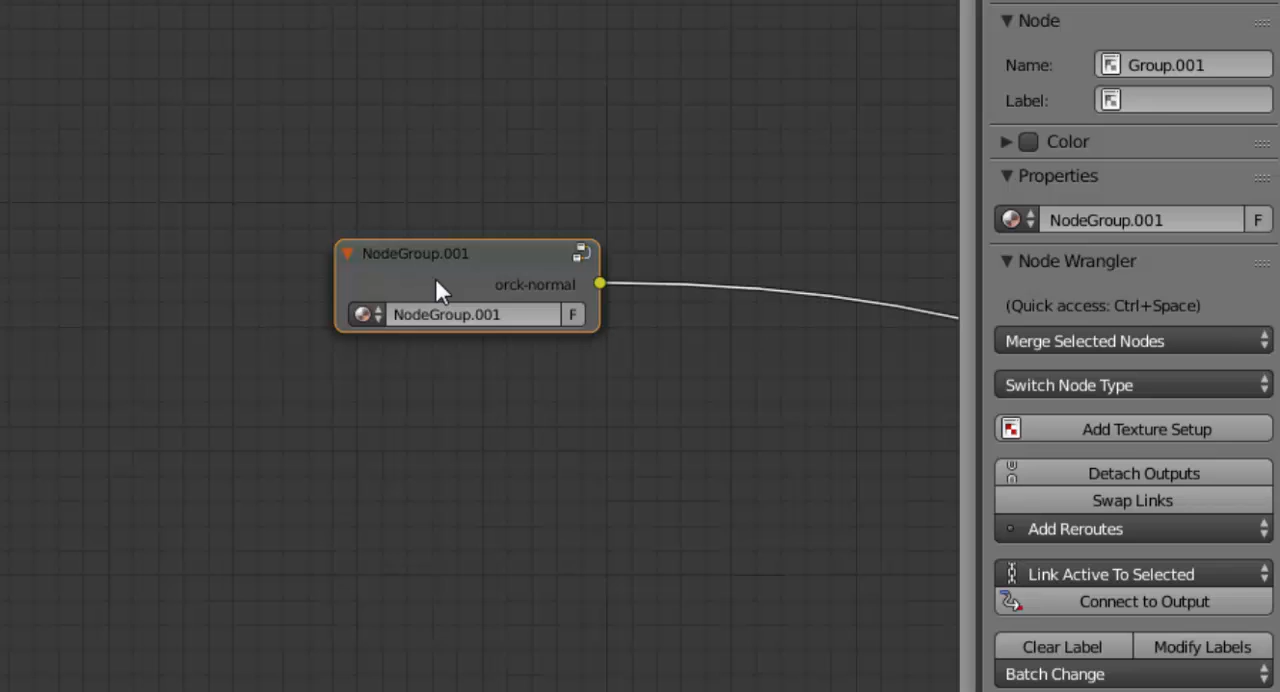 NodeGroup.001
orck-normal
NodeGroup.001 F
Node
Name: Group.001
Label:
Color
Properties
NodeGroup.001 F
Node Wrangler
(Quick access: Ctrl+Space)
Merge Selected Nodes
Switch Node Type
Add Texture Setup
Detach Outputs
Swap Links
Add Reroutes
Link Active To Selected
Connect to Output
Clear Label Modify Labels
Batch Change